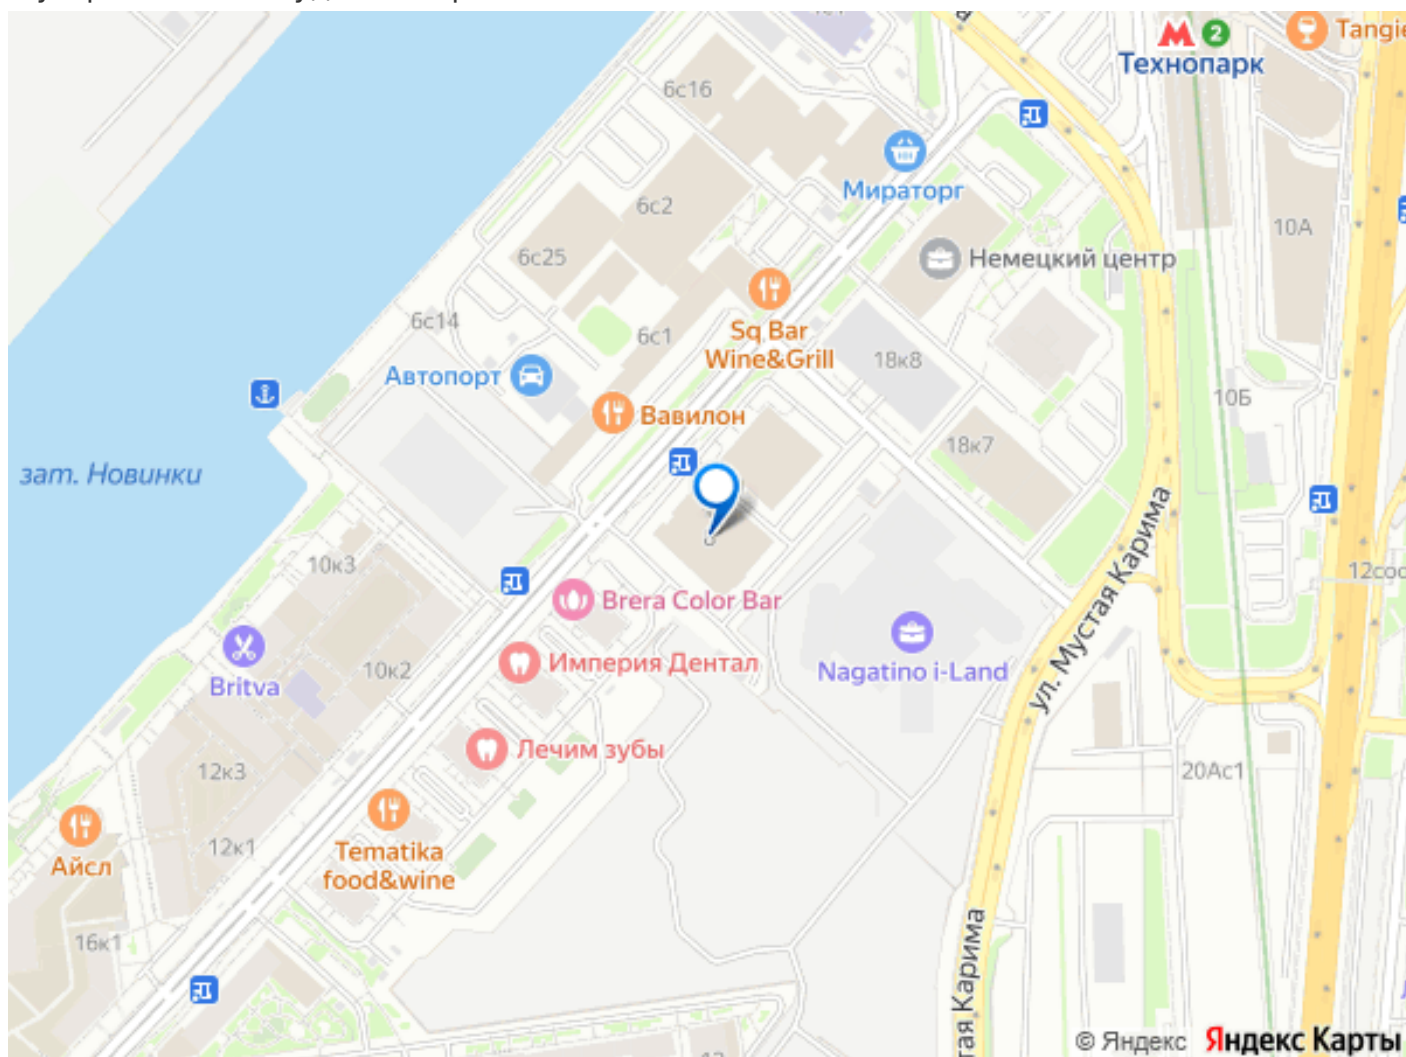 Tangie
2
Технопарк
6с16
Мираторг
6с2
10А
Немецкий центр
6с25
6с14
6с1
Sq Bar
Wine&Grill
18к8
Автопорт
10Б
Вавилон
18к7
зат. Новинки
ул. Мустая Карима
10к3
12соо
Brera Color Bar
Империя Дентал
Nagatino i-Land
10к2
Britva
Лечим зубы
12к3
20Ас1
12к1
Tematika
food&wine
Айсл
16к1
тая Карима
© Яндекс Яндекс Карты